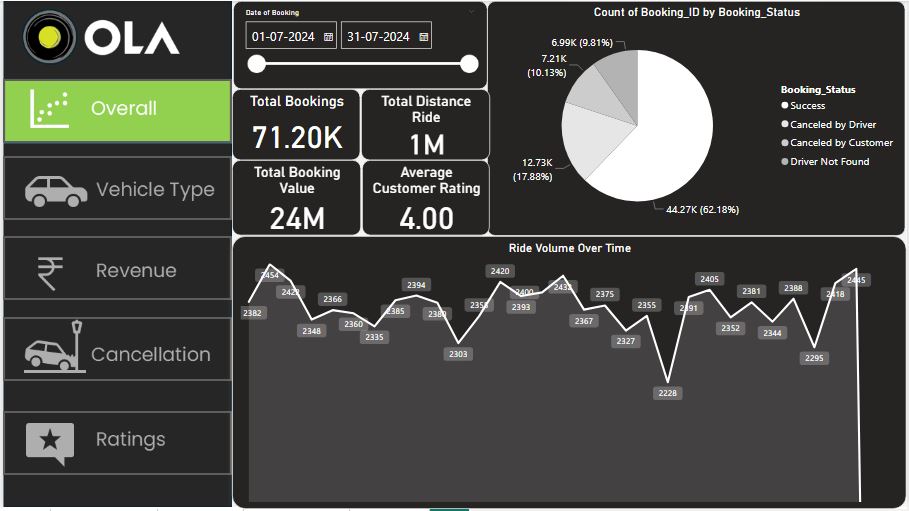 OLA
Overall
Vehicle Type
Revenue
Cancellation
Ratings
Date of Booking
01-07-2024 31-07-2024
Total Bookings
71.20K
Total Distance
Ride
1M
Total Booking
Value
24M
Average
Customer Rating
4.00
Count of Booking_ID by Booking_Status
6.99K (9.81%)
7.21K
(10.13%)
12.73K
(17.88%)
44.27K (62.18%)
Booking_Status
Success
Canceled by Driver
Canceled by Customer
Driver Not Found
Ride Volume Over Time
2382
2454
2348
2366
2360
2335
2385
2394
2380
2303
2420
2393
2400
2432
2367
2375
2327
2355
2228
2391
2405
2352
2381
2344
2388
2295
2418
2445